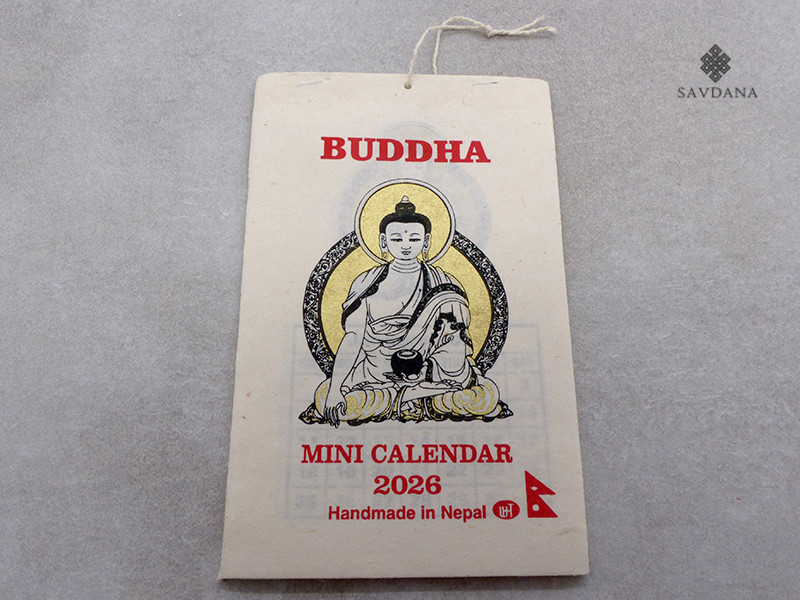 SAVDANA
BUDDHA
MINI CALENDAR
2026
Handmade in Nepal